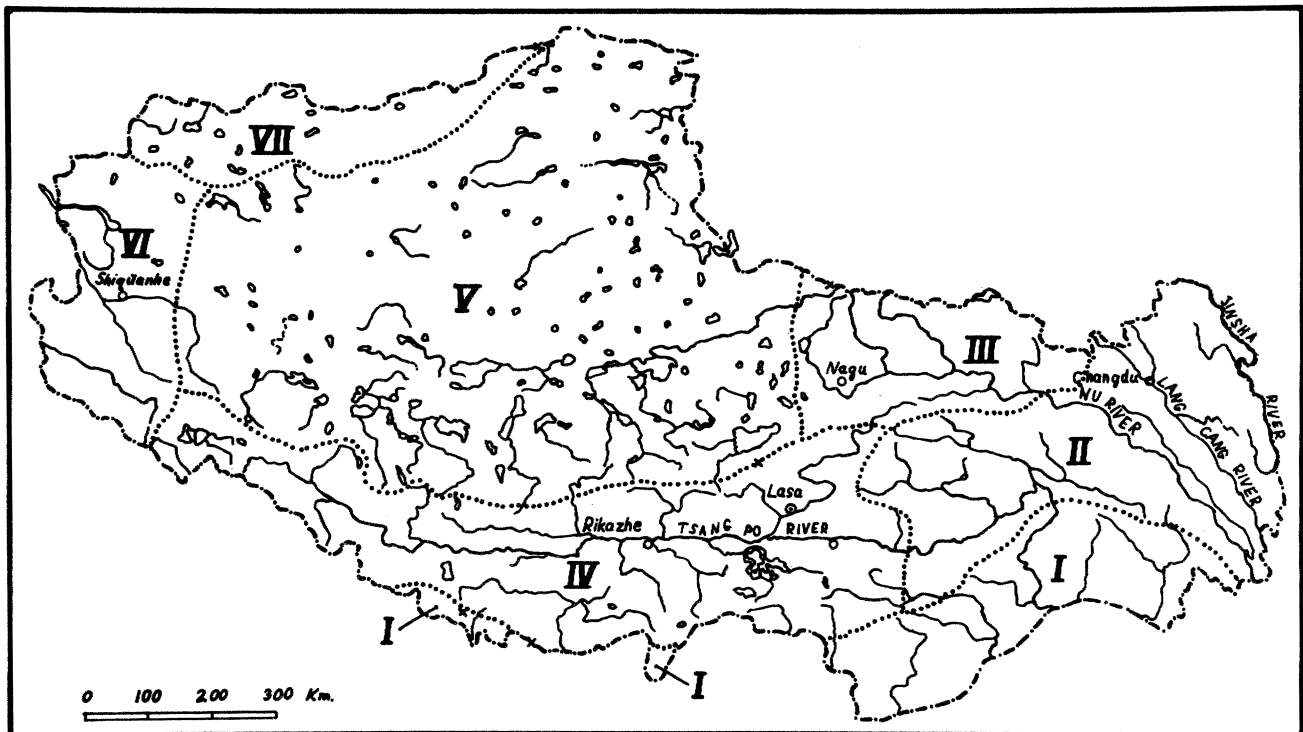 VII
VI
Shiquanhe
V
III
Nagu
Changdu
JINSHA
RIVER
LANG CANG RIVER
NU RIVER
II
Lasa
Rikazhe
TSANG PO RIVER
IV
I
I
I
0 100 200 300 Km.